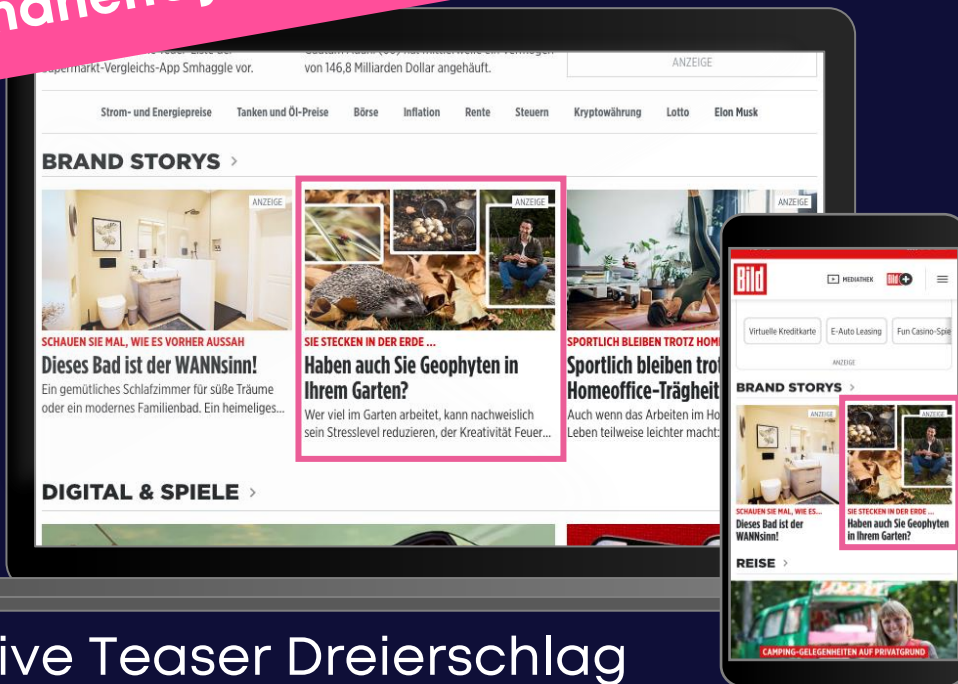 von 146,8 Milliarden Dollar angehäuft.
Supermarkt-Vergleichs-App Smhaggle vor.
ANZEIGE
Strom- und Energiepreise Tanken und Öl-Preise Börse Inflation Rente Steuern Kryptowährung Lotto Elon Musk
BRAND STORYS >
ANZEIGE
SCHAUEN SIE MAL, WIE ES VORHER AUSSAH
Dieses Bad ist der WANNsinn!
Ein gemütliches Schlafzimmer für süße Träume
oder ein modernes Familienbad. Ein heimeliges...
ANZEIGE
SIE STECKEN IN DER ERDE ...
Haben auch Sie Geophyten in
Ihrem Garten?
Wer viel im Garten arbeitet, kann nachweislich
sein Stresslevel reduzieren, der Kreativität Feuer...
ANZEIGE
SPORTLICH BLEIBEN TROTZ
Sportlich bleiben
Homeoffice-Trägheit
Auch wenn das Arbeiten im
Leben teilweise leichter macht:
DIGITAL & SPIELE >
Bild
MEDIATHEK
Bild +
Virtuelle Kreditkarte E-Auto Leasing Fun Casino-Spie
ANZEIGE
BRAND STORYS >
ANZEIGE
SCHAUEN SIE MAL, WIE ES...
Dieses Bad ist der
WANNsinn!
ANZEIGE
SIE STECKEN IN DER ERDE ...
Haben auch Sie Geophyten
in Ihrem Garten?
REISE >
CAMPING-GELEGENHEITEN AUF PRIVATGRUND
ive Teaser Dreierschlag